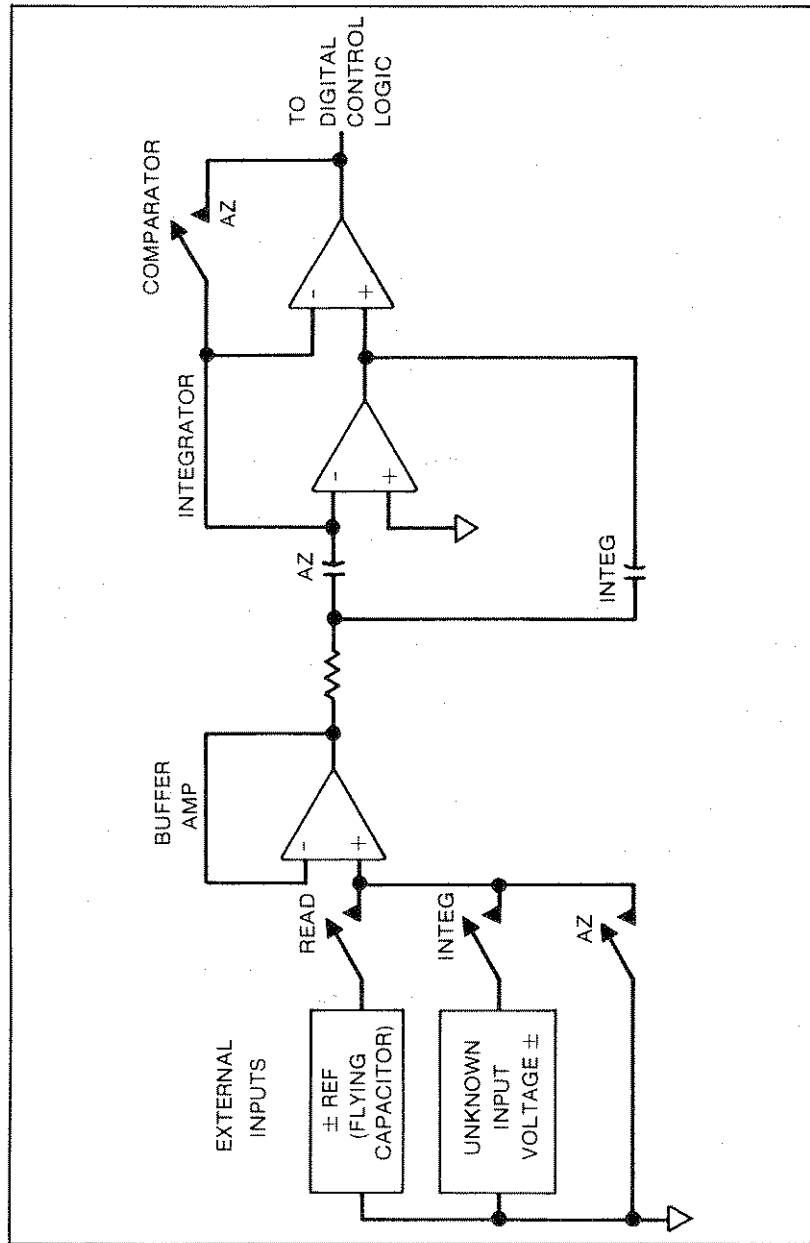 EXTERNAL
INPUTS
± REF
(FLYING
CAPACITOR)
UNKNOWN
INPUT
VOLTAGE ±
READ
INTEG
AZ
BUFFER
AMP
-
+
AZ
INTEG
INTEGRATOR
-
+
COMPARATOR
AZ
-
+
TO
DIGITAL
CONTROL
LOGIC